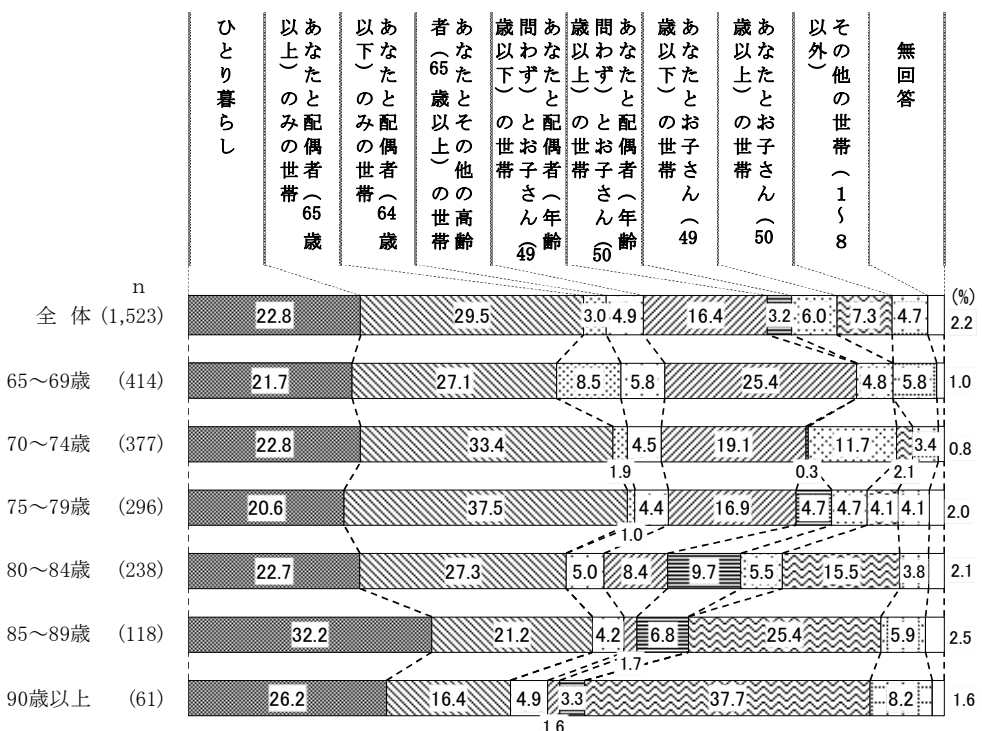 ひとり暮らし
あなたと配偶者（65歳
以上）のみの世帯
あなたと配偶者（64歳
以下）のみの世帯
あなたとその他の高齢
者（65歳以上）の世帯
あなたと配偶者（年齢
問わず）とお子さん（49
歳以下）の世帯
あなたと配偶者（年齢
問わず）とお子さん（50
歳以上）の世帯
あなたとお子さん（49
歳以下）の世帯
あなたとお子さん（50
歳以上）の世帯
その他の世帯（１～８
以外）
無回答
n
(%)
全 体 (1,523) 22.8 29.5 3.0 4.9 16.4 3.2 6.0 7.3 4.7 2.2
65～69歳 (414) 21.7 27.1 8.5 5.8 25.4 4.8 5.8 1.0
70～74歳 (377) 22.8 33.4 4.5 19.1 11.7 3.4 0.8
1.9 0.3 2.1
75～79歳 (296) 20.6 37.5 4.4 16.9 4.7 4.7 4.1 4.1 2.0
1.0
80～84歳 (238) 22.7 27.3 5.0 8.4 9.7 5.5 15.5 3.8 2.1
85～89歳 (118) 32.2 21.2 4.2 6.8 25.4 5.9 2.5
1.7
90歳以上 (61) 26.2 16.4 4.9 3.3 37.7 8.2 1.6
1.6